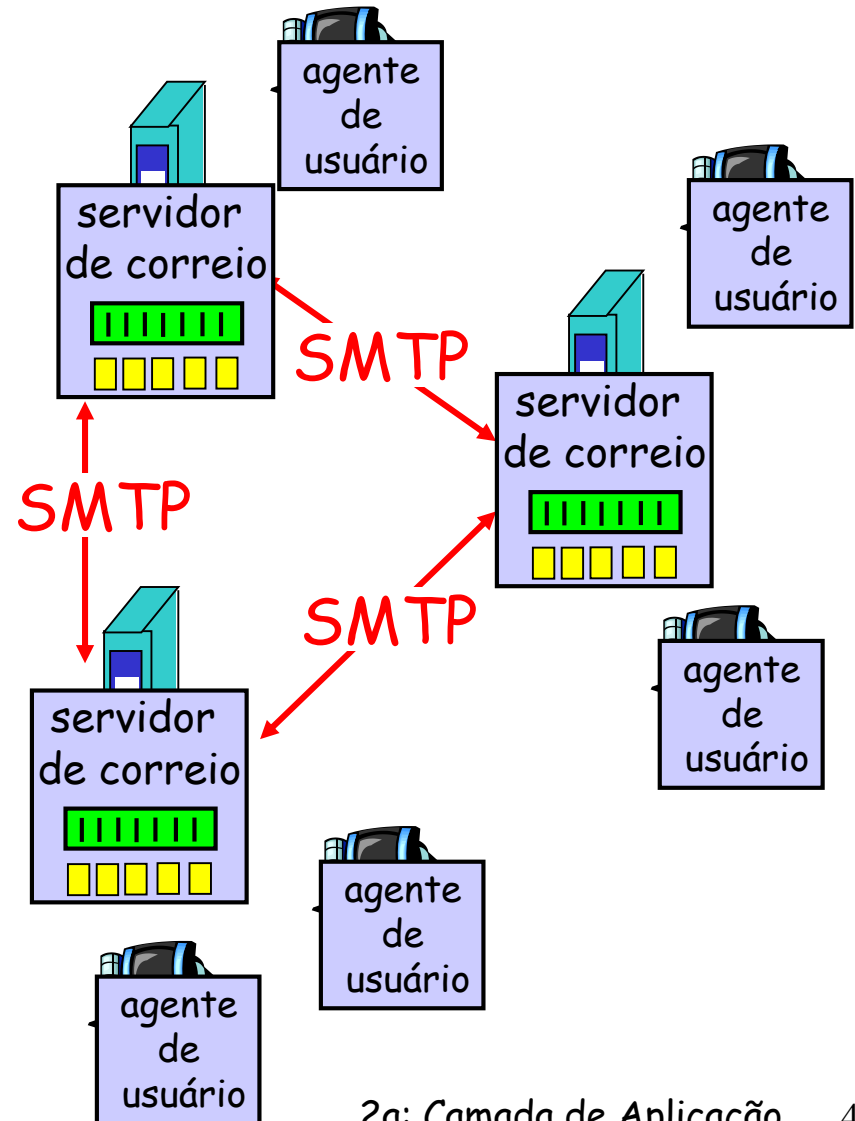 agente
de
usuário
servidor
de correio
agente
de
usuário
SMTP
servidor
de correio
SMTP
SMTP
servidor
de correio
agente
de
usuário
agente
de
usuário
agente
de
usuário
2a: Camada de Aplicação 4